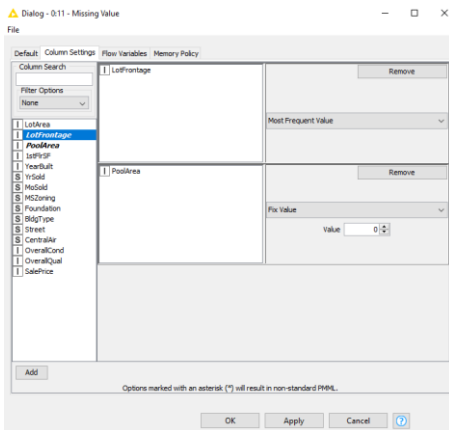 Dialog - 0:11 - Missing Value
File
Default Column Settings Flow Variables Memory Policy
Column Search
Filter Options
None
I LotArea
I LotFrontage
I PoolArea
I 1stFlrSF
I YearBuilt
S YrSold
S MoSold
S MSZoning
S Foundation
S BldgType
S Street
S CentralAir
I OverallCond
I OverallQual
I SalePrice
Add
I LotFrontage
Remove
Most Frequent Value
I PoolArea
Remove
Fix Value
Value 0
Options marked with an asterisk (*) will result in non-standard PMML.
OK Apply Cancel ?